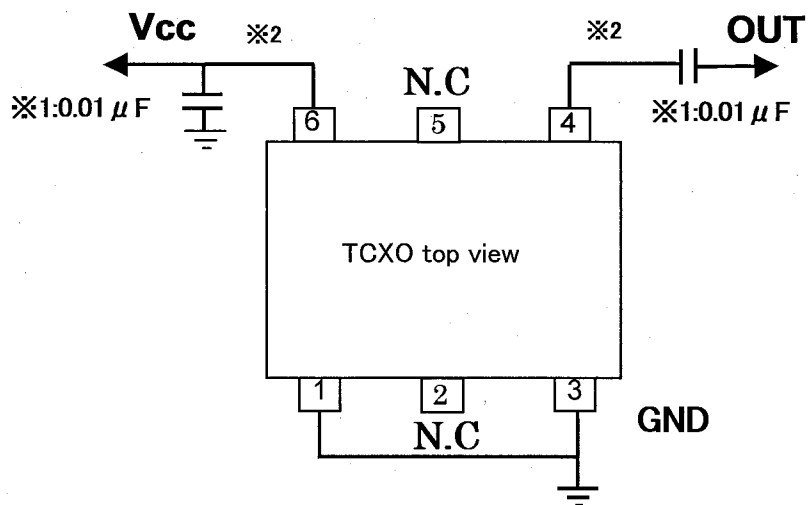 Vcc
※2
※2
OUT
※1:0.01 μF
N.C
※1:0.01 μF
6
5
4
TCXO top view
1
2
3
GND
N.C